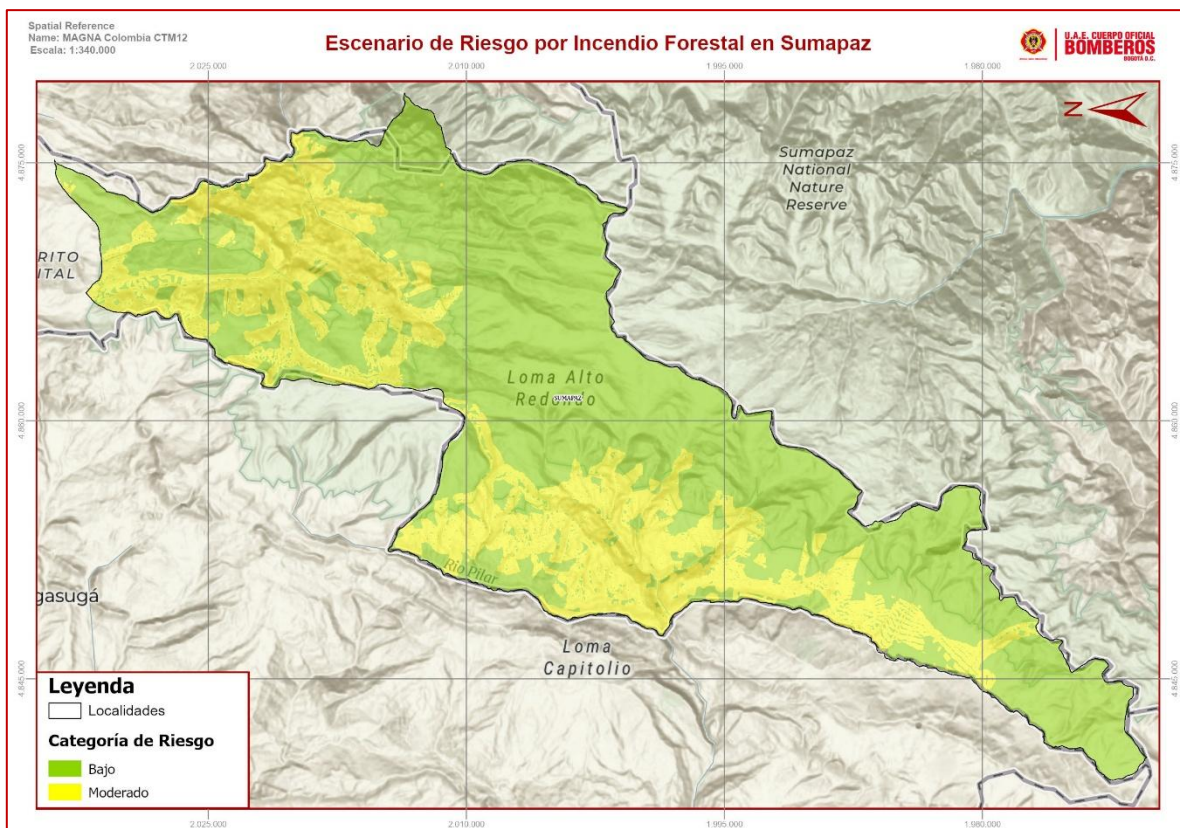 Spatial Reference
Name: MAGNA Colombia CTM12
Escala: 1:340.000
Escenario de Riesgo por Incendio Forestal en Sumapaz
U.A.E. CUERPO OFICIAL
BOMBEROS
BOGOTÁ D.C.
2.025.000
2.010.000
1.995.000
1.980.000
N
4.875.000
4.875.000
Sumapaz
National
Nature
Reserve
RITO
ITAL
Loma Alto
Redondo
SUMAPAZ
4.860.000
4.860.000
Río Pilar
gasugá
Loma
Capitolio
4.845.000
4.845.000
Leyenda
Localidades
Categoría de Riesgo
Bajo
Moderado
2.025.000
2.010.000
1.995.000
1.980.000